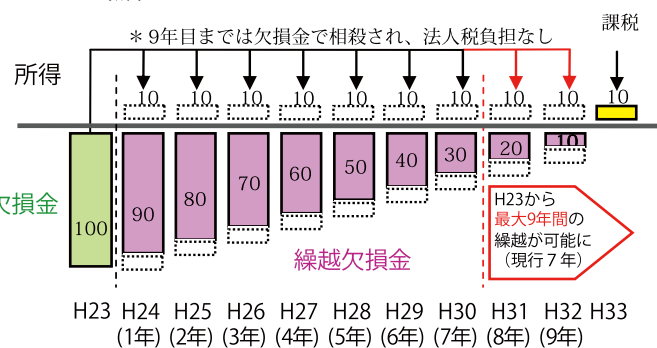 ＊9年目までは欠損金で相殺され、法人税負担なし
課税
所得
10 10 10 10 10 10 10 10 10 10
100 90 80 70 60 50 40 30 20 10
欠損金
繰越欠損金
H23から
最大9年間の
繰越が可能に
（現行７年）
H23 H24 H25 H26 H27 H28 H29 H30 H31 H32 H33
(1年) (2年) (3年) (4年) (5年) (6年) (7年) (8年) (9年)